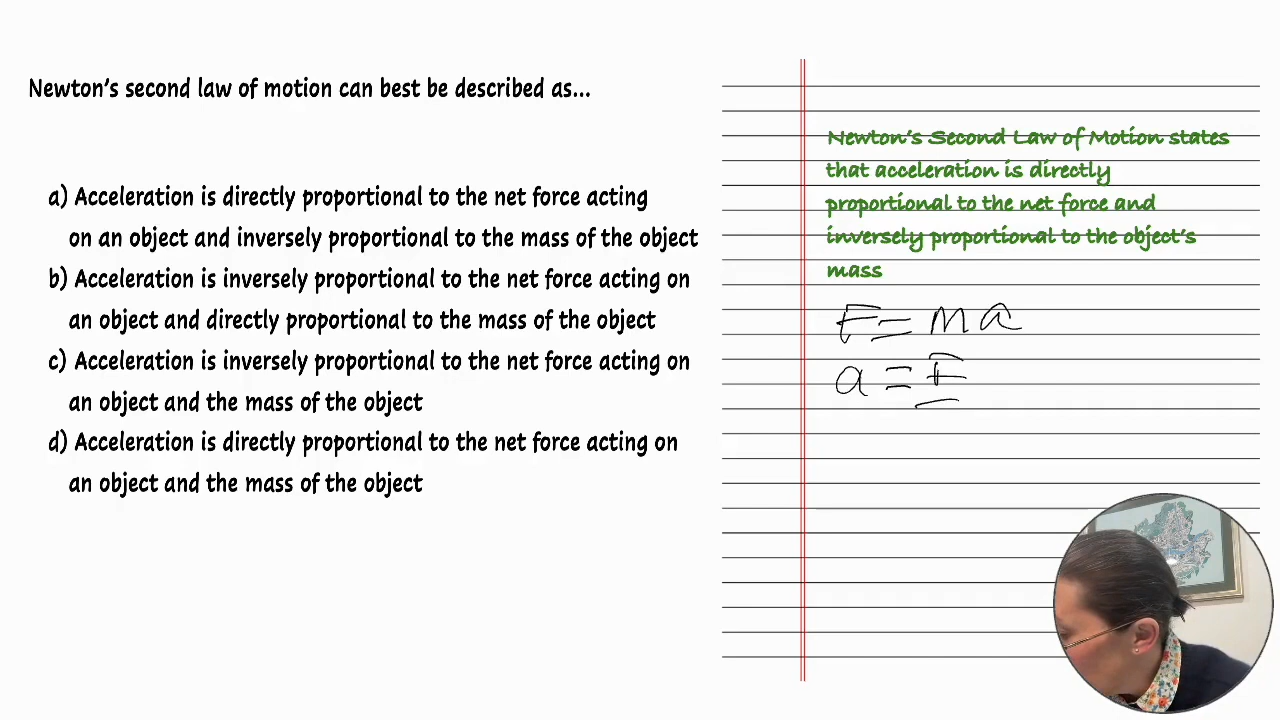 Newton's second law of motion can best be described as...
a) Acceleration is directly proportional to the net force acting
on an object and inversely proportional to the mass of the object
b) Acceleration is inversely proportional to the net force acting on
an object and directly proportional to the mass of the object
c) Acceleration is inversely proportional to the net force acting on
an object and the mass of the object
d) Acceleration is directly proportional to the net force acting on
an object and the mass of the object
Newton's Second Law of Motion states
that acceleration is directly
proportional to the net force and
inversely proportional to the object's
mass
F = ma
a = F